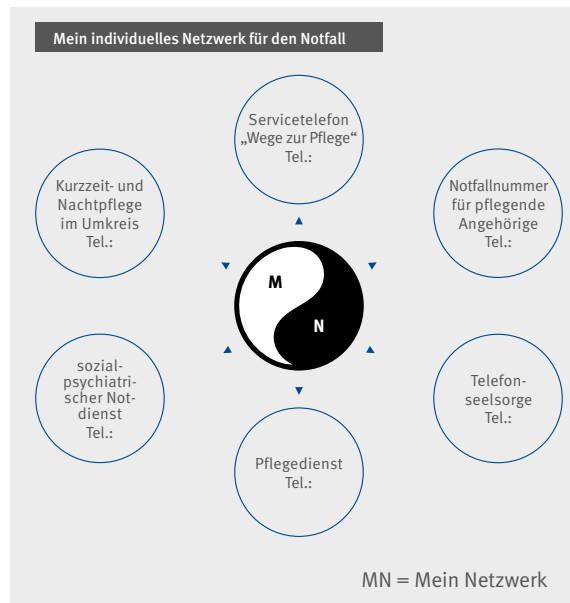 Mein individuelles Netzwerk für den Notfall
Servicetelefon
„Wege zur Pflege“
Tel.:
Kurzzeit- und
Nachtpflege
im Umkreis
Tel.:
Notfallnummer
für pflegende
Angehörige
Tel.:
M
N
sozial-
psychiatri-
scher Not-
dienst
Tel.:
Telefon-
seelsorge
Tel.:
Pflegedienst
Tel.:
MN = Mein Netzwerk